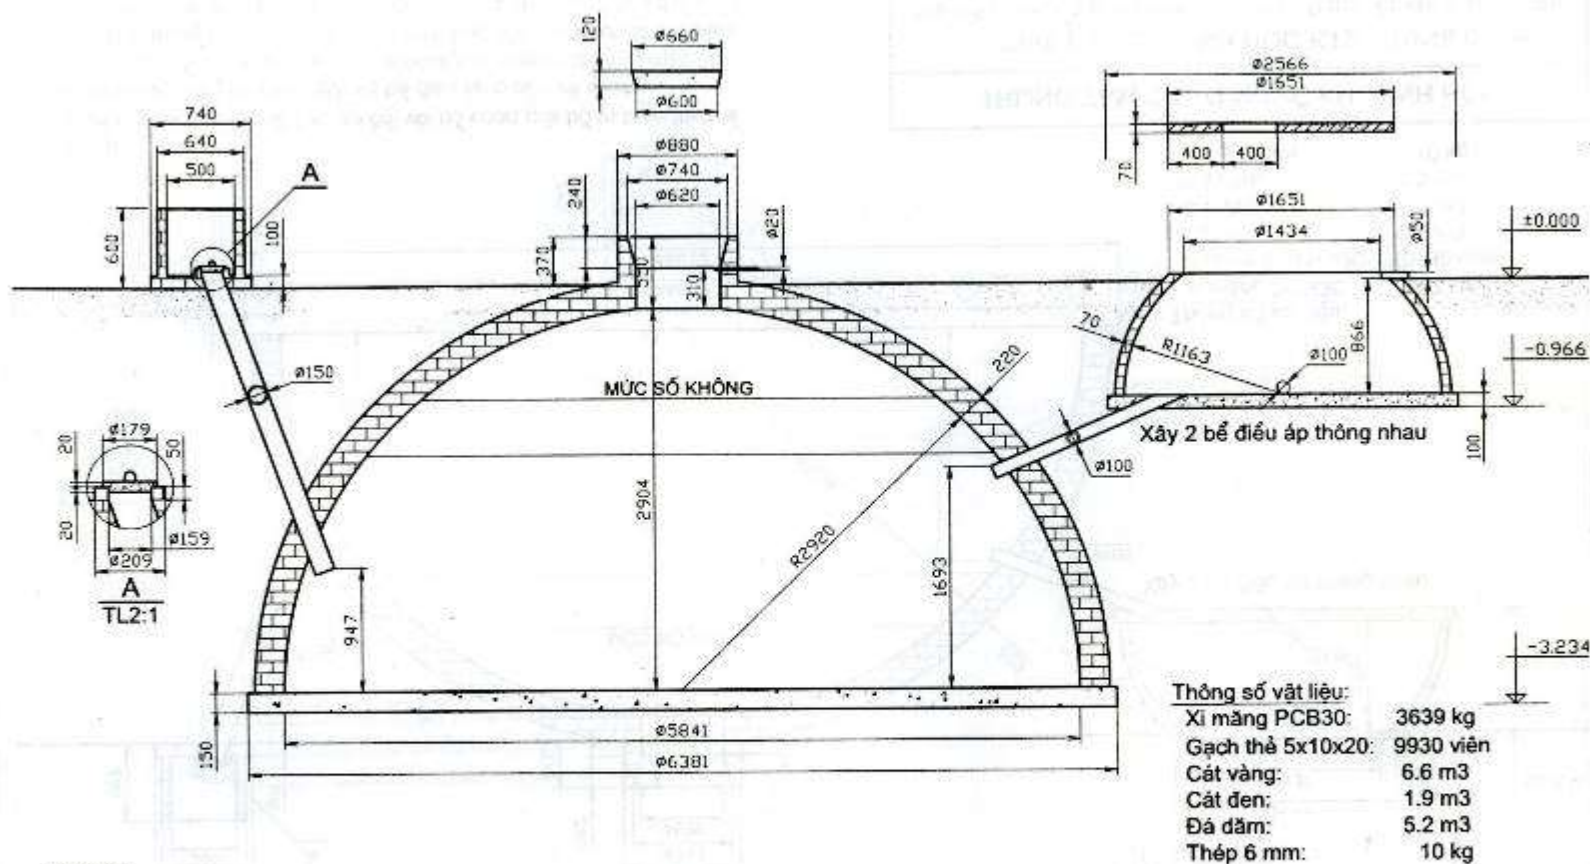 120
ø660
ø600
ø2566
ø1651
70
400
400
740
640
500
A
600
100
ø880
ø740
ø620
240
370
310
ø20
ø1651
ø1434
ø50
±0.000
70
R1163
ø100
866
-0.966
100
Xây 2 bể điều áp thông nhau
ø150
MỨC SỐ KHÔNG
220
ø100
ø179
20
50
20
ø159
ø209
A
TL2:1
2904
R2920
1693
947
-3.234
150
ø5841
ø6381
Thông số vật liệu:
Xi măng PCB30: 3639 kg
Gạch thẻ 5x10x20: 9930 viên
Cát vàng: 6.6 m3
Cát đen: 1.9 m3
Đá dăm: 5.2 m3
Thép 6 mm: 10 kg